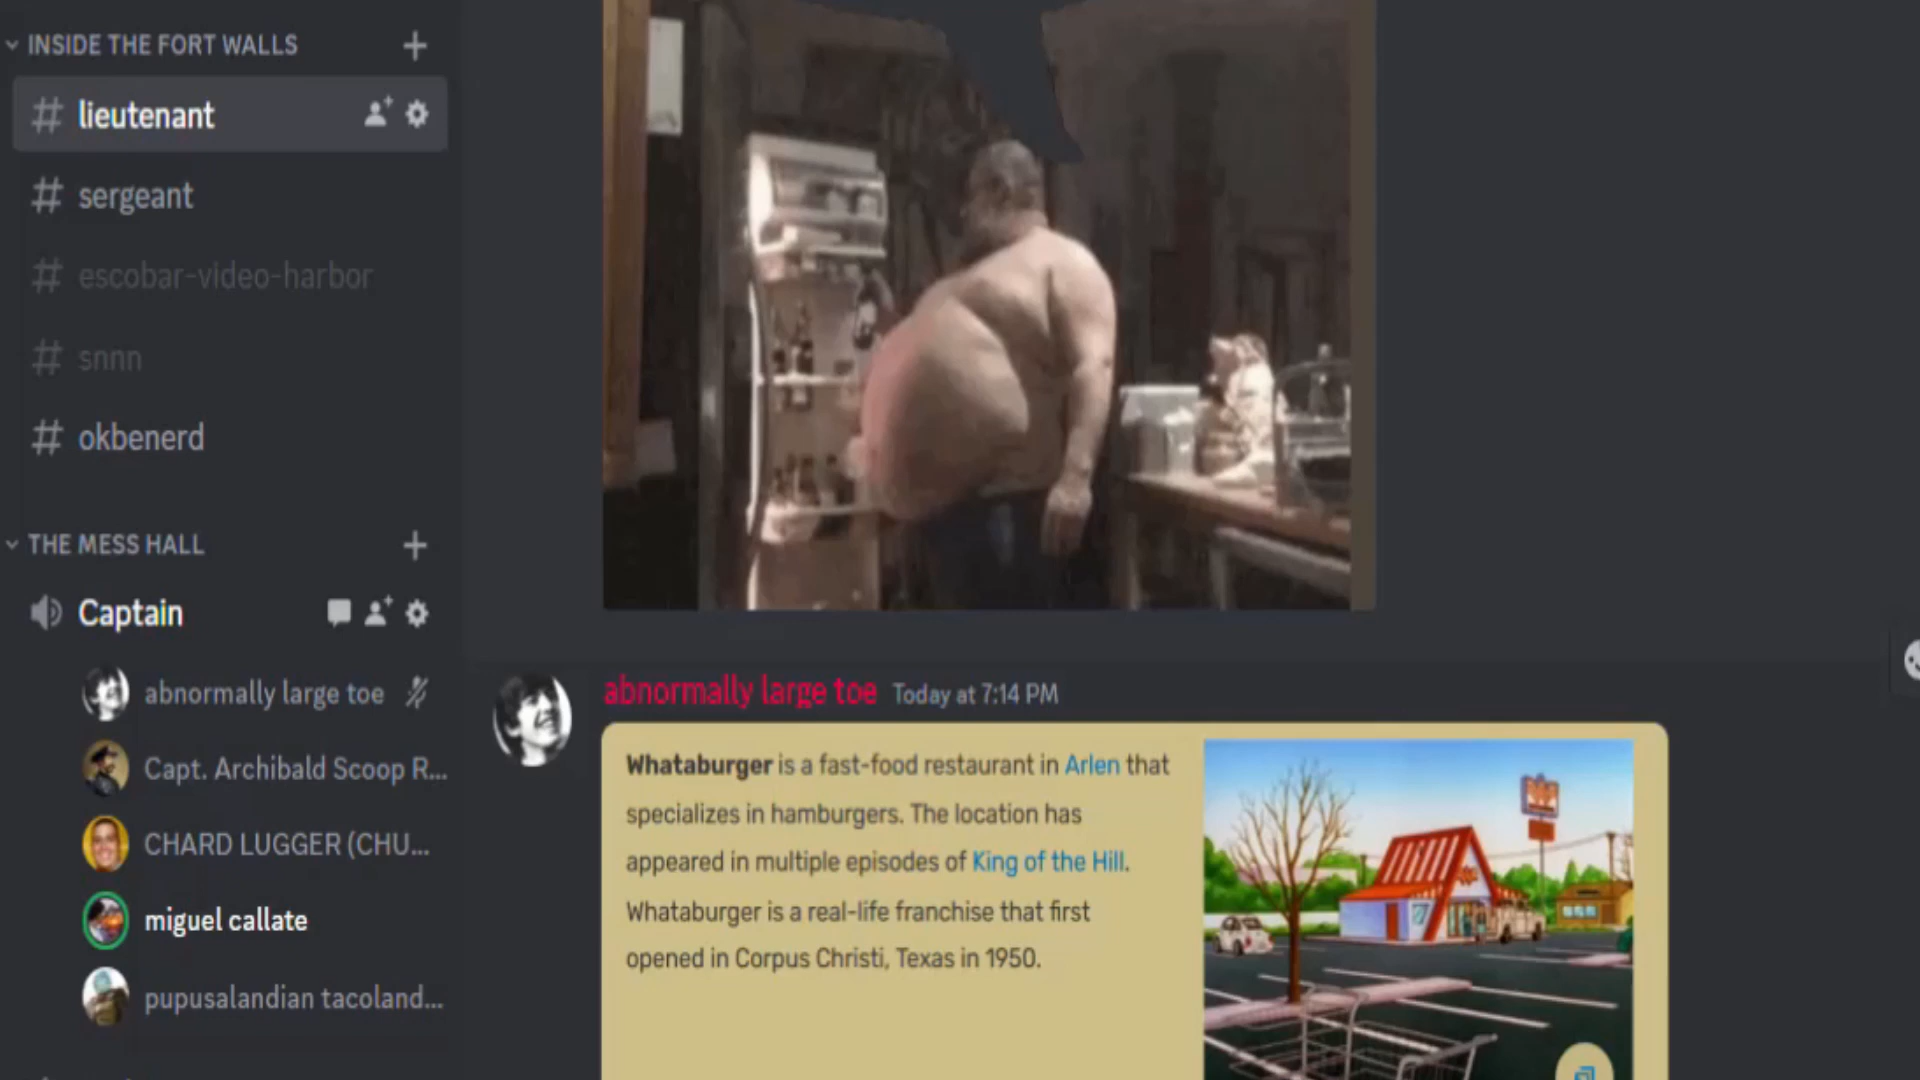 INSIDE THE FORT WALLS
lieutenant
sergeant
escobar-video-harbor
snnn
okbenerd
THE MESS HALL
Captain
abnormally large toe
Capt. Archibald Scoop R...
CHARD LUGGER (CHU...
miguel callate
pupusalandian tacoland...
abnormally large toe Today at 7:14 PM
Whataburger is a fast-food restaurant in Arlen that
specializes in hamburgers. The location has
appeared in multiple episodes of King of the Hill.
Whataburger is a real-life franchise that first
opened in Corpus Christi, Texas in 1950.